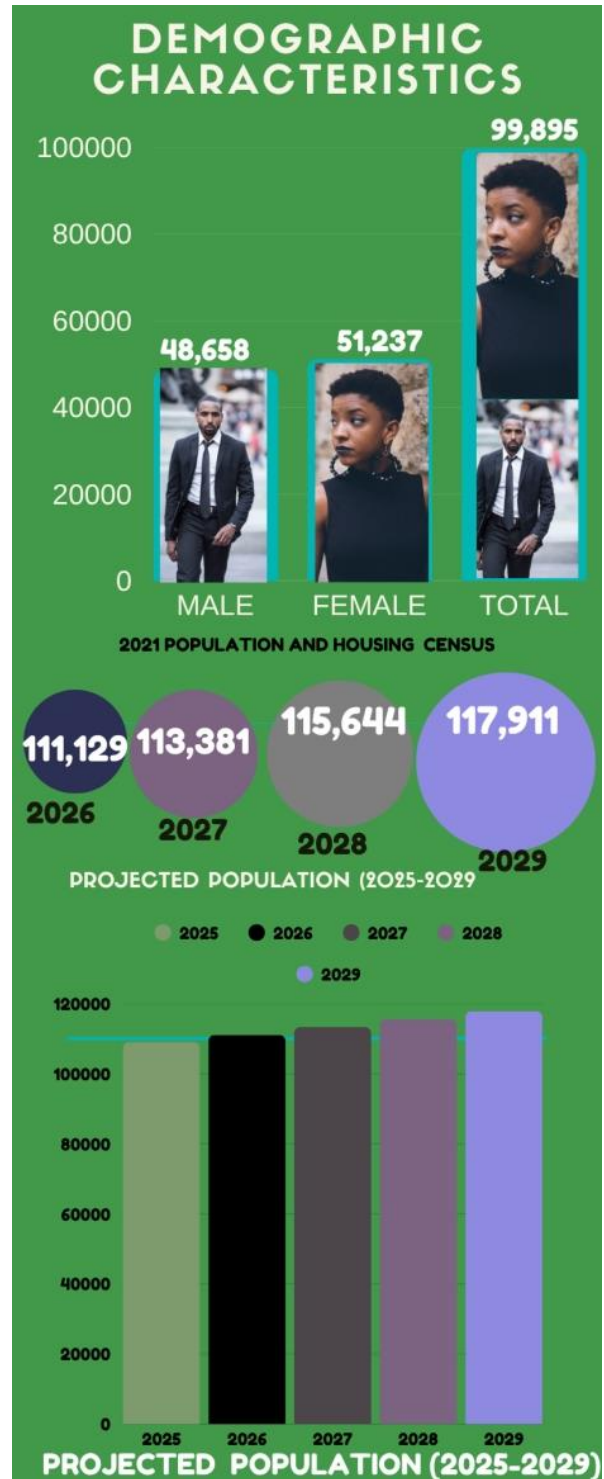 DEMOGRAPHIC
CHARACTERISTICS
99,895
100000
80000
60000
48,658
51,237
40000
20000
0
MALE FEMALE TOTAL
2021 POPULATION AND HOUSING CENSUS
111,129 113,381 115,644 117,911
2026 2027 2028 2029
PROJECTED POPULATION (2025-2029
2025 2026 2027 2028
2029
120000
100000
80000
60000
40000
20000
0
2025 2026 2027 2028 2029
PROJECTED POPULATION (2025-2029)